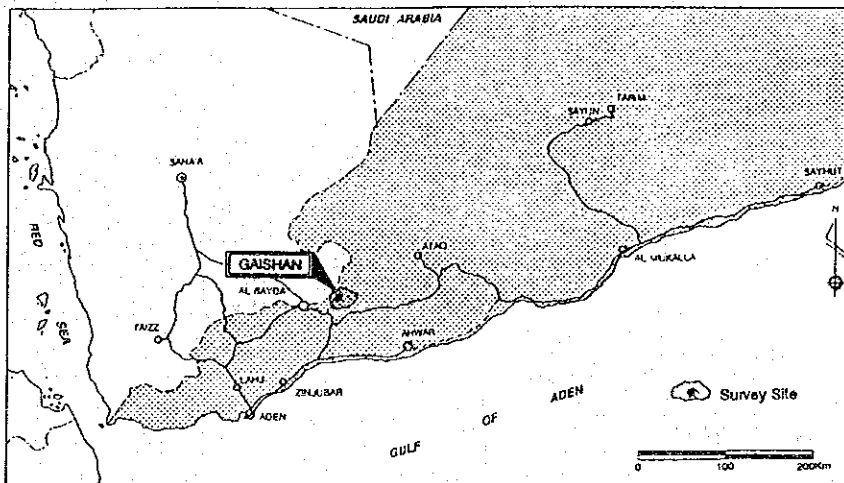 SAUDI ARABIA
TARIM
SAYUN
SANA'A
SAYHUT
RED
SEA
N
GAISHAN
ATAQ
AL MUKALLA
AL BAYDA
TAIZZ
AHWAR
LAHJ
ZINJUBAR
ADEN
GULF OF ADEN
Survey Site
0 100 200Km